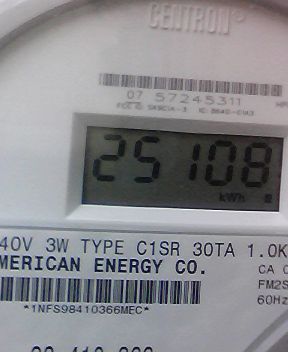 CENTRON®
07 57245311
25108
kWh
40V 3W TYPE C1SR 30TA 1.0K
MERICAN ENERGY CO.
CA 0
FM2S
60Hz
*1NFS98410366MEC*